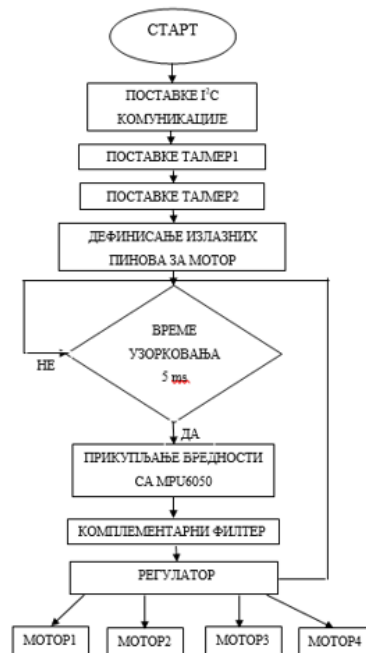 СТАРТ
ПОСТАВКЕ I²C
КОМУНИКАЦИЈЕ
ПОСТАВКЕ ТАЈМЕР1
ПОСТАВКЕ ТАЈМЕР2
ДЕФИНИСАЊЕ ИЗЛАЗНИХ
ПИНОВА ЗА МОТОР
ВРЕМЕ
УЗОРКОВАЊА
5 ms
НЕ
ДА
ПРИКУПЉАЊЕ ВРЕДНОСТИ
СА MPU6050
КОМПЛЕМЕНТАРНИ ФИЛТЕР
РЕГУЛАТОР
МОТОР1
МОТОР2
МОТОР3
МОТОР4